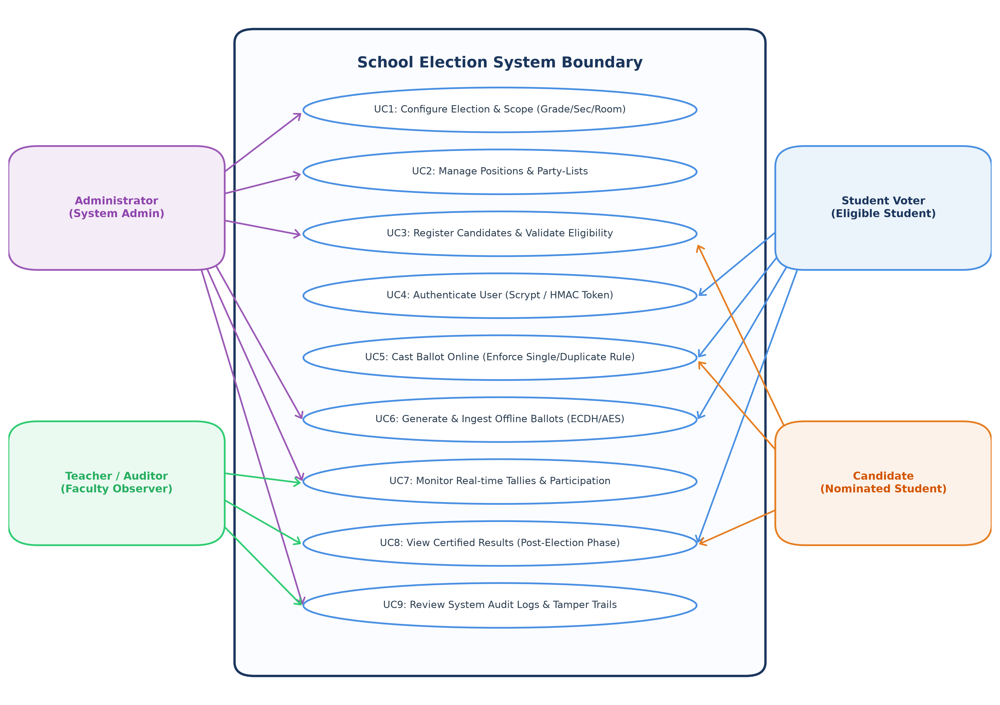 School Election System Boundary
UC1: Configure Election & Scope (Grade/Sec/Room)
UC2: Manage Positions & Party-Lists
Administrator
(System Admin)
Student Voter
(Eligible Student)
UC3: Register Candidates & Validate Eligibility
UC4: Authenticate User (Scrypt / HMAC Token)
UC5: Cast Ballot Online (Enforce Single/Duplicate Rule)
UC6: Generate & Ingest Offline Ballots (ECDH/AES)
Teacher / Auditor
(Faculty Observer)
UC7: Monitor Real-time Tallies & Participation
Candidate
(Nominated Student)
UC8: View Certified Results (Post-Election Phase)
UC9: Review System Audit Logs & Tamper Trails